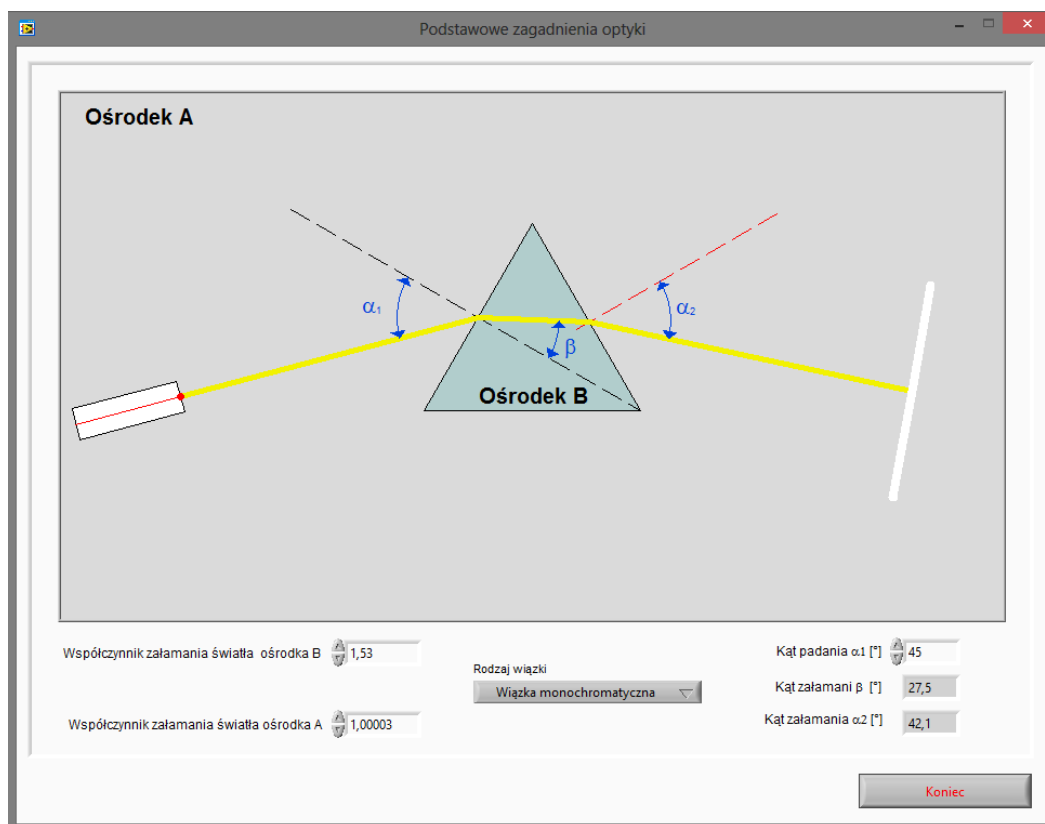 Podstawowe zagadnienia optyki
Ośrodek A
α1
α2
β
Ośrodek B
Współczynnik załamania światła ośrodka B 1,53
Rodzaj wiązki
Wiązka monochromatyczna
Współczynnik załamania światła ośrodka A 1,00003
Kąt padania α1 [°] 45
Kąt załamani β [°] 27,5
Kąt załamania α2 [°] 42,1
Koniec